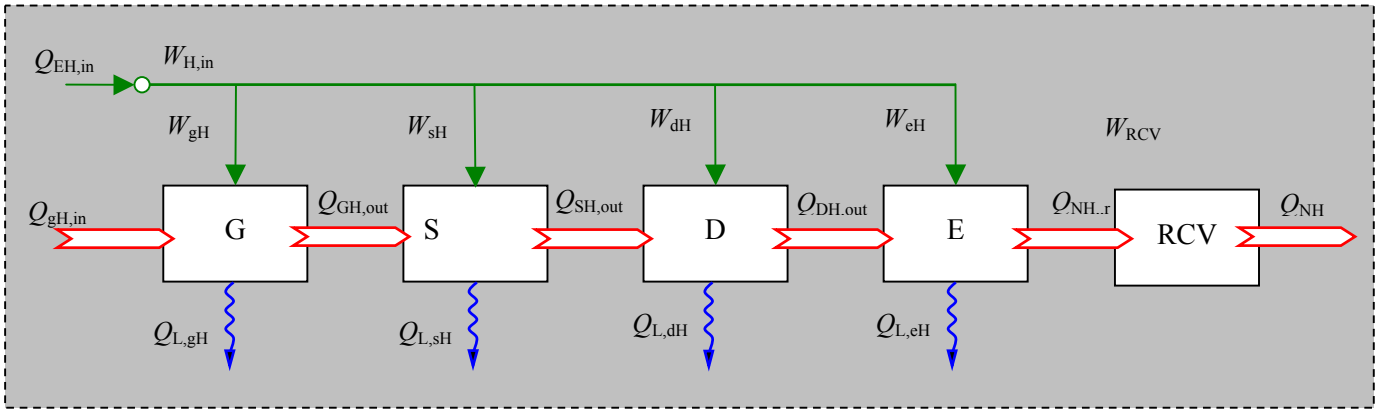 Q_EH,in
W_H,in
W_gH
W_sH
W_dH
W_eH
W_RCV
Q_gH,in
G
Q_GH,out
S
Q_SH,out
D
Q_DH.out
E
Q_NH..r
RCV
Q_NH
Q_L,gH
Q_L,sH
Q_L,dH
Q_L,eH